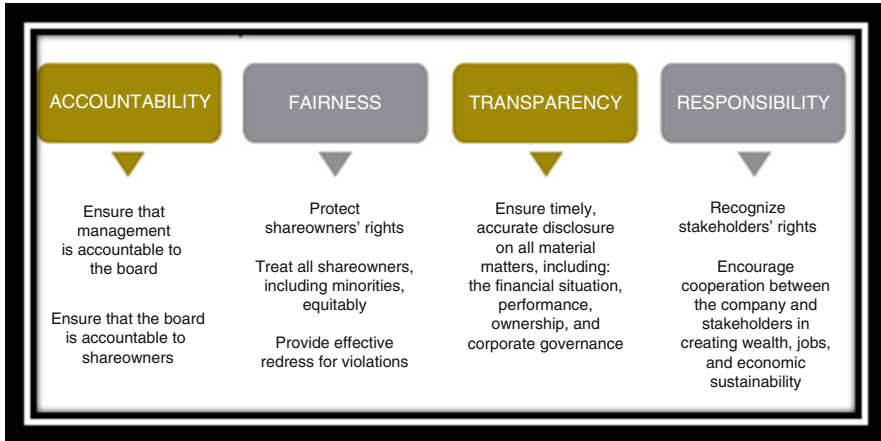 ACCOUNTABILITY
Ensure that
management
is accountable to
the board
Ensure that the board
is accountable to
shareowners
FAIRNESS
Protect
shareowners’ rights
Treat all shareowners,
including minorities,
equitably
Provide effective
redress for violations
TRANSPARENCY
Ensure timely,
accurate disclosure
on all material
matters, including:
the financial situation,
performance,
ownership, and
corporate governance
RESPONSIBILITY
Recognize
stakeholders’ rights
Encourage
cooperation between
the company and
stakeholders in
creating wealth, jobs,
and economic
sustainability